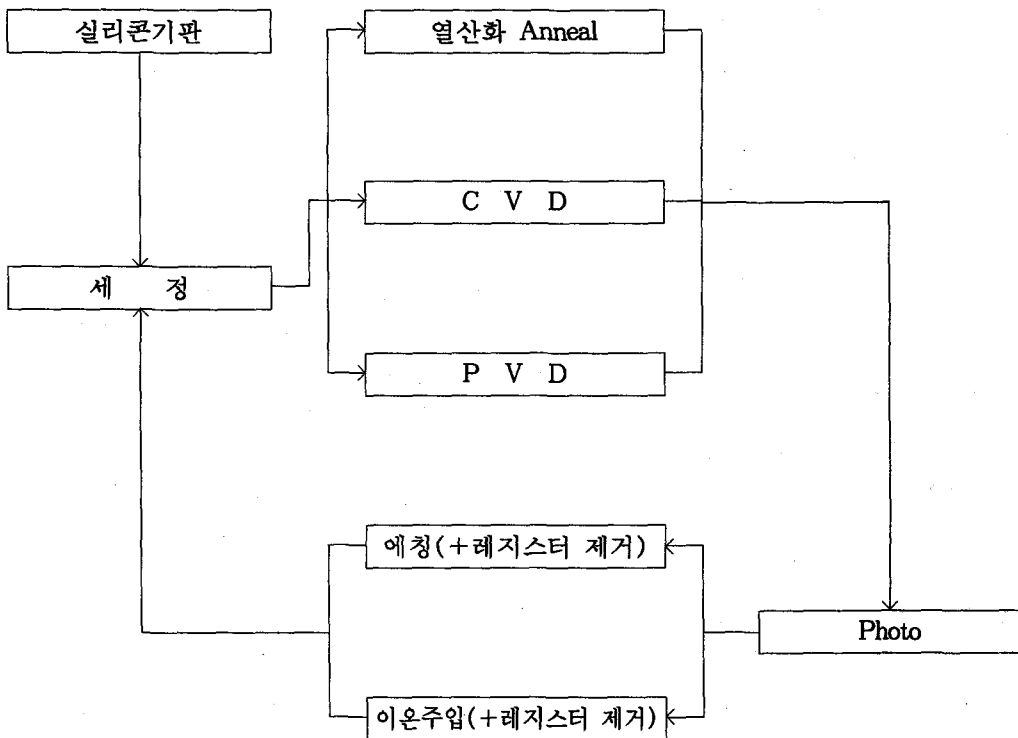 실리콘기판
열산화 Anneal
C V D
세 정
P V D
에칭(+레지스터 제거)
Photo
이온주입(+레지스터 제거)